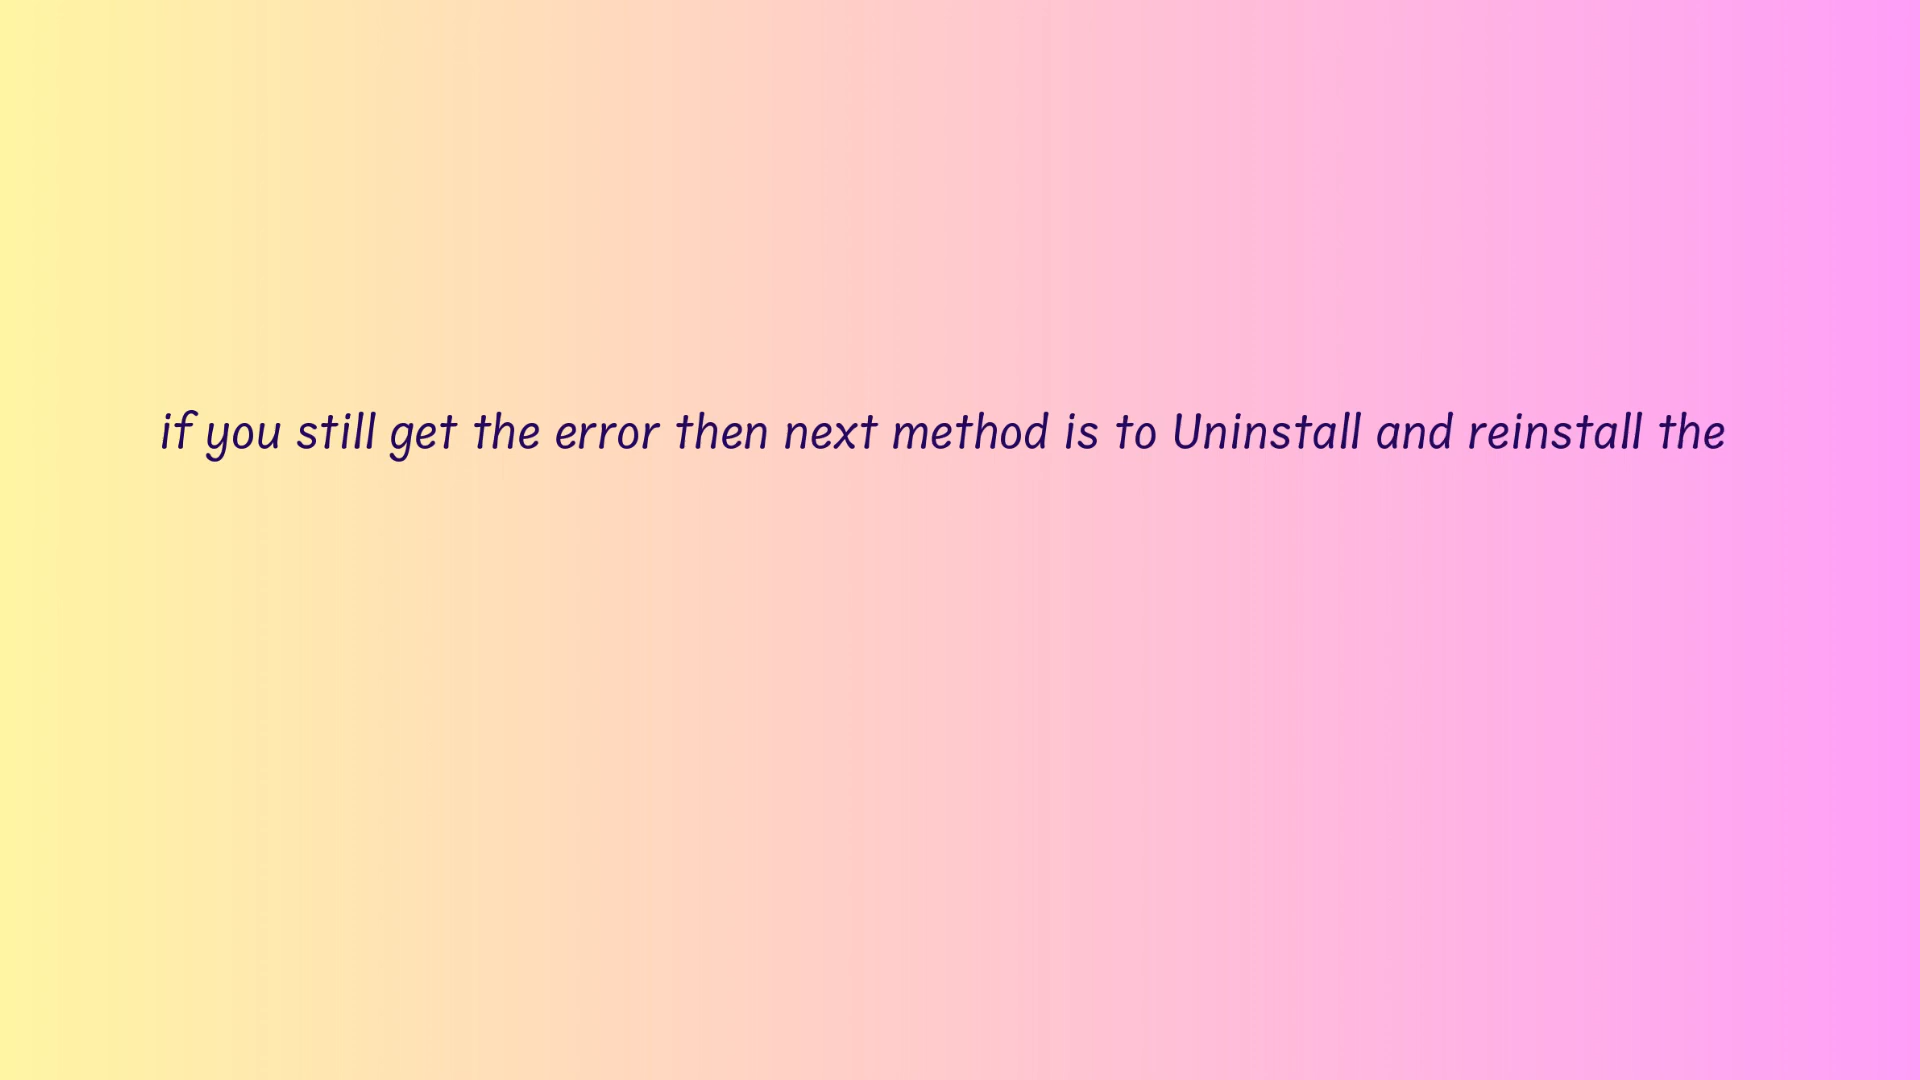 if you still get the error then next method is to Uninstall and reinstall the